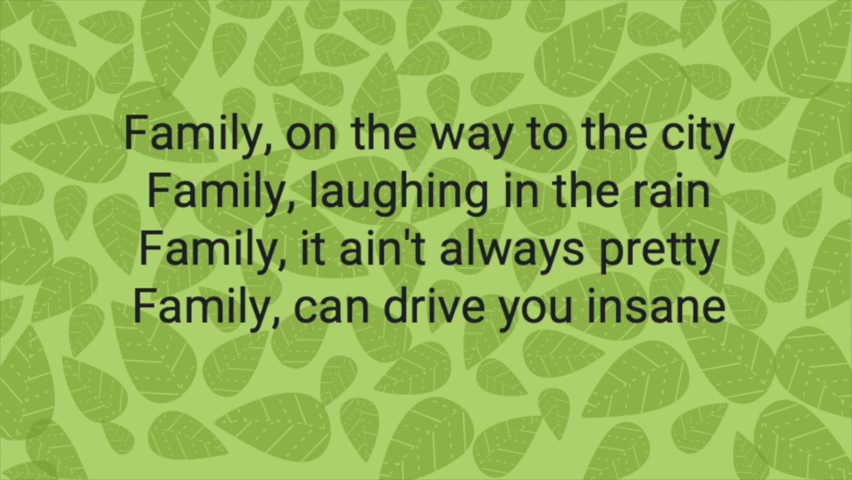 Family, on the way to the city
Family, laughing in the rain
Family, it ain't always pretty
Family, can drive you insane